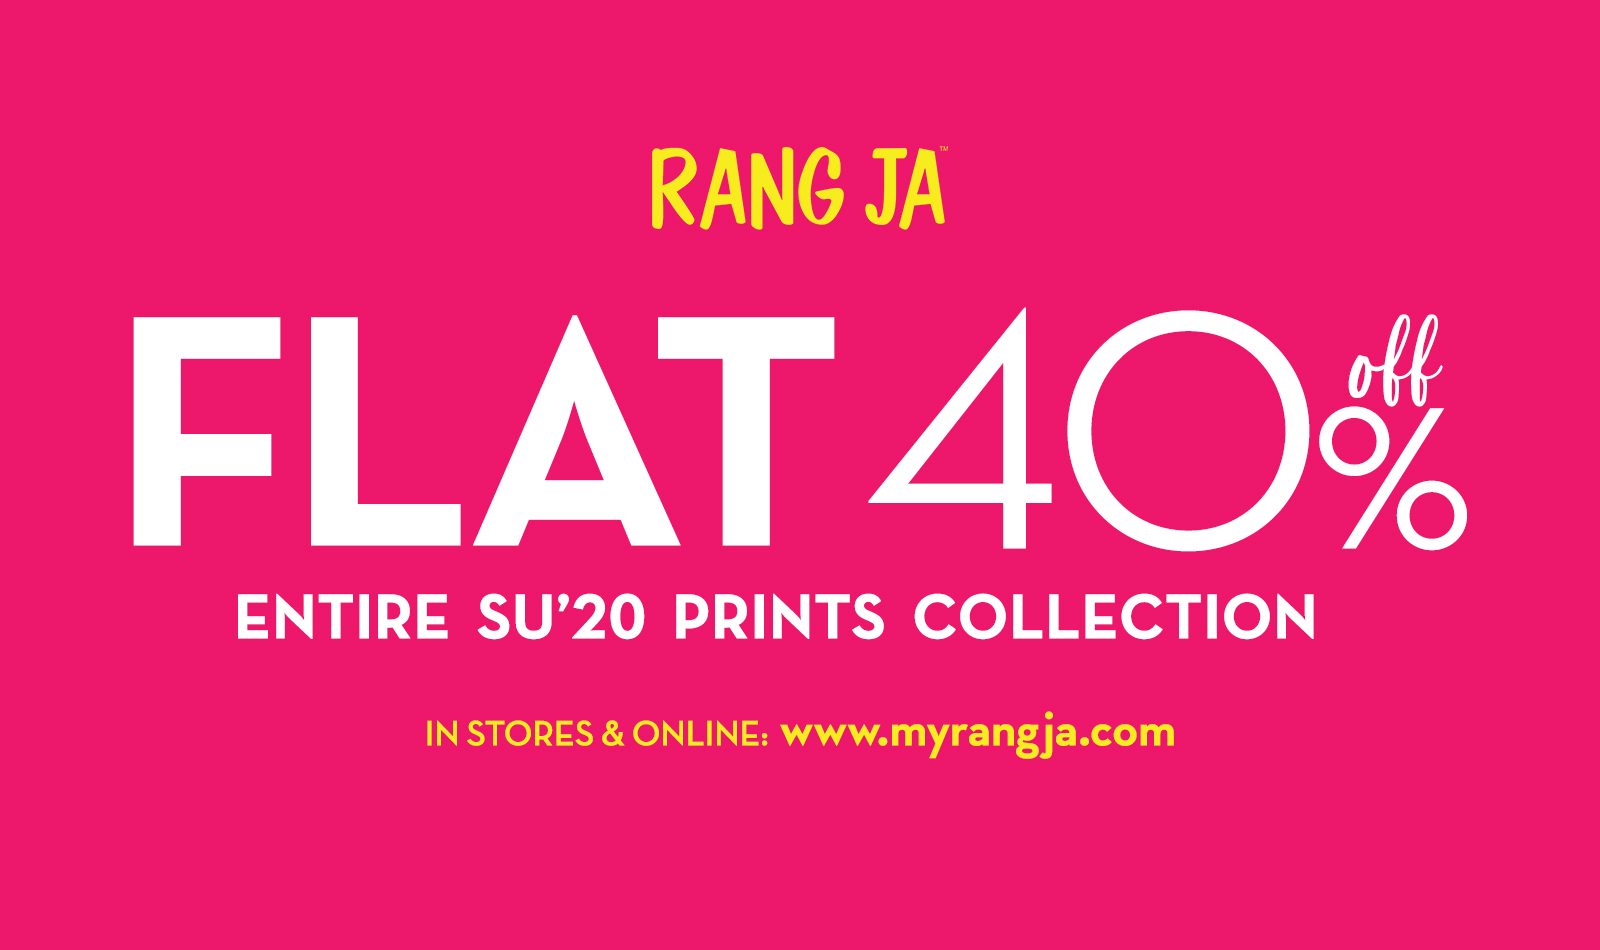 RANG JA™
FLAT 40% off
ENTIRE SU’20 PRINTS COLLECTION
IN STORES & ONLINE: www.myrangja.com